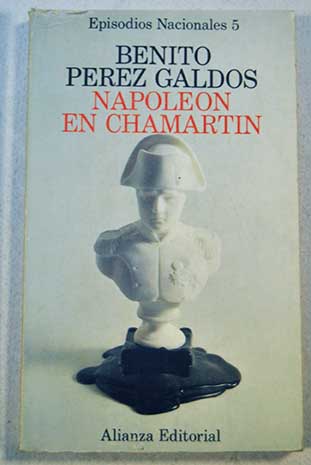 Episodios Nacionales 5
BENITO
PEREZ GALDOS
NAPOLEON
EN CHAMARTIN
Alianza Editorial